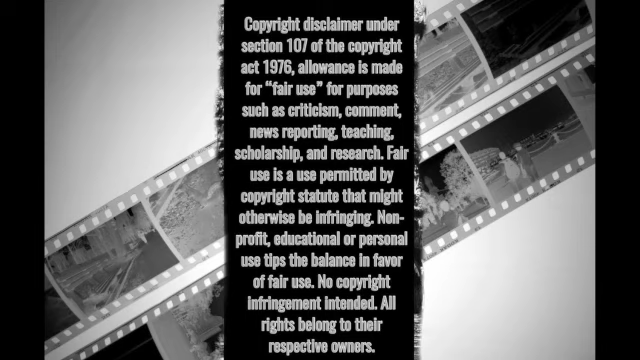 Copyright disclaimer under
section 107 of the copyright
act 1976, allowance is made
for “fair use” for purposes
such as criticism, comment,
news reporting, teaching,
scholarship, and research. Fair
use is a use permitted by
copyright statute that might
otherwise be infringing. Non-
profit, educational or personal
use tips the balance in favor
of fair use. No copyright
infringement intended. All
rights belong to their
respective owners.